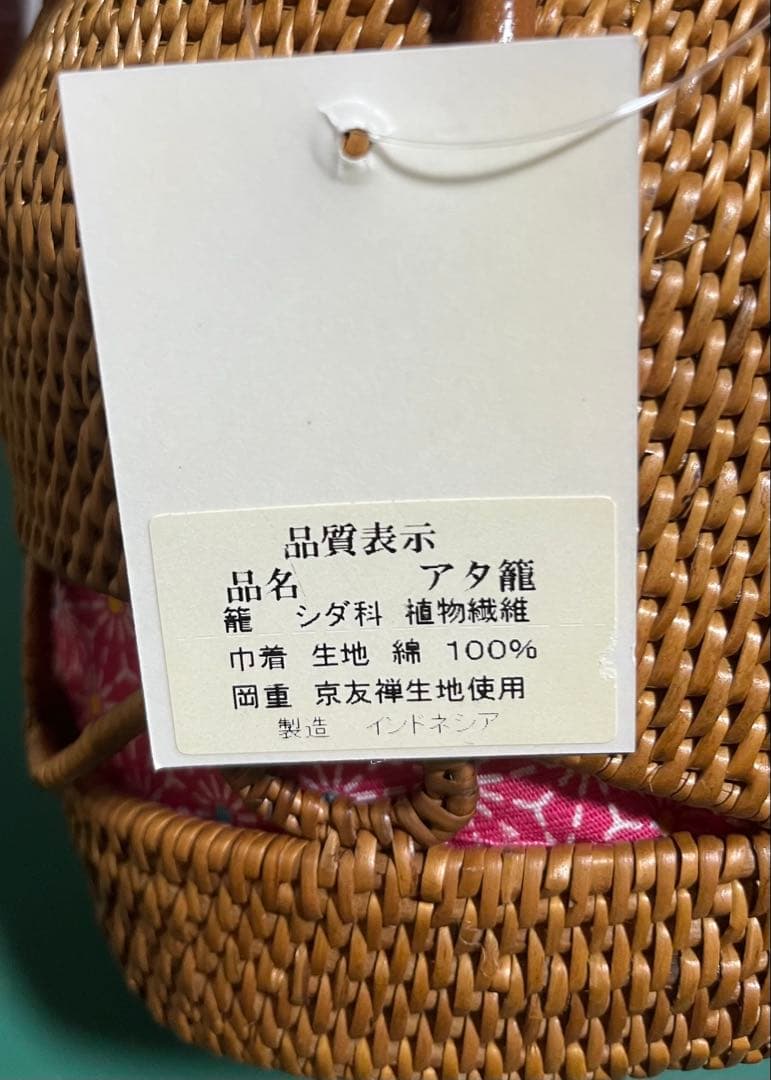 品質表示
品名 アタ籠
籠 シダ科 植物繊維
巾着 生地 綿 100%
岡重 京友禅生地使用
製造 インドネシア